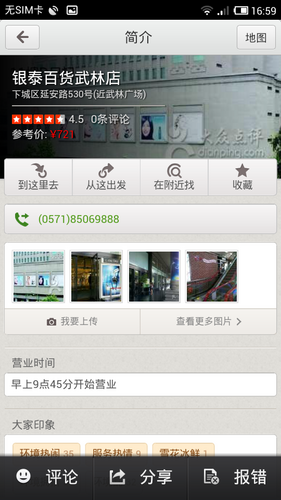 无SIM卡 16:59
简介 地图
银泰百货武林店
下城区延安路530号(近武林广场)
4.5 0条评论
参考价: ¥721
大众点评
dianping.com
到这里去 从这出发 在附近找 收藏
(0571)85069888
我要上传 查看更多图片 >
营业时间
早上9点45分开始营业
大家印象
环境热闹 35 服务热情 9 雪花冰鲜 1
评论 分享 报错